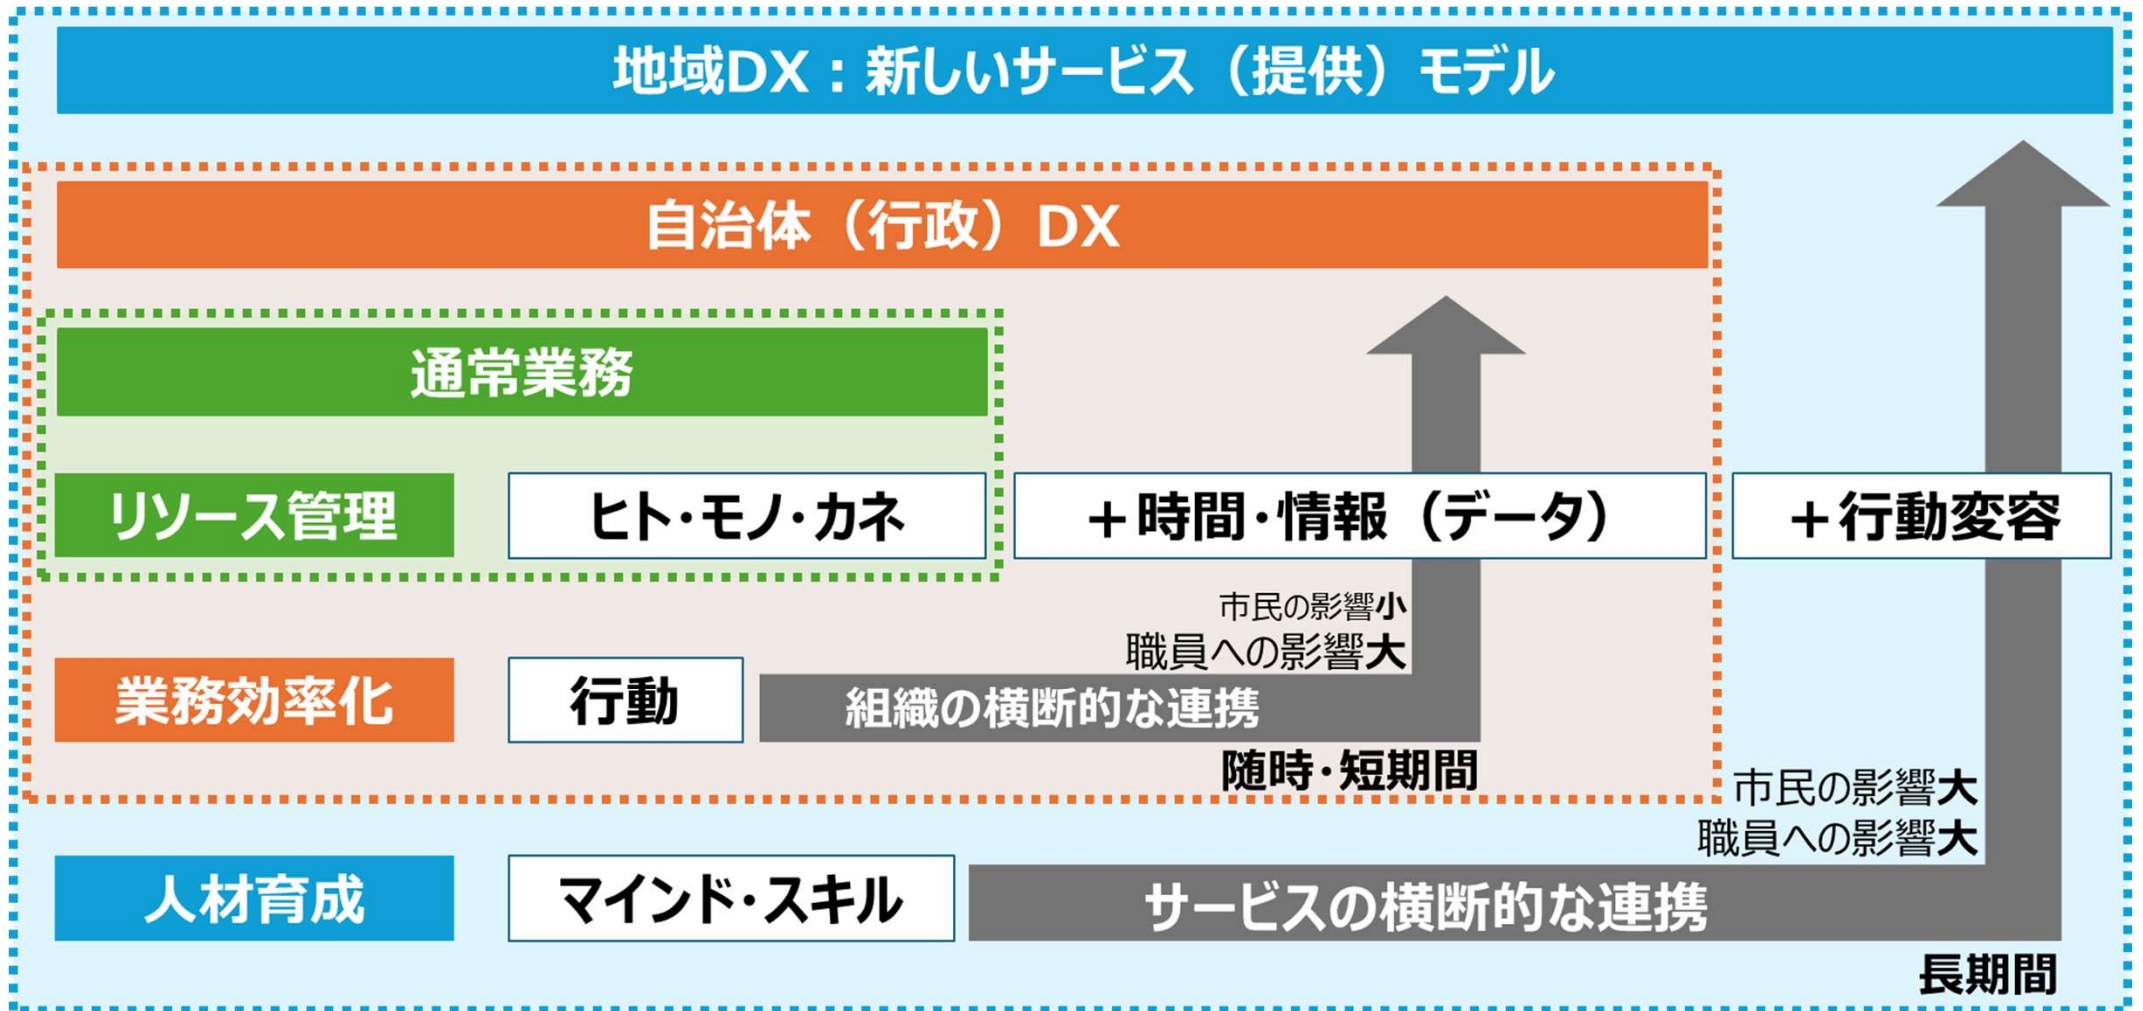 地域DX：新しいサービス（提供）モデル
自治体（行政）DX
通常業務
リソース管理
ヒト・モノ・カネ
＋時間・情報（データ）
＋行動変容
市民の影響小
職員への影響大
業務効率化
行動
組織の横断的な連携
随時・短期間
市民の影響大
職員への影響大
人材育成
マインド・スキル
サービスの横断的な連携
長期間